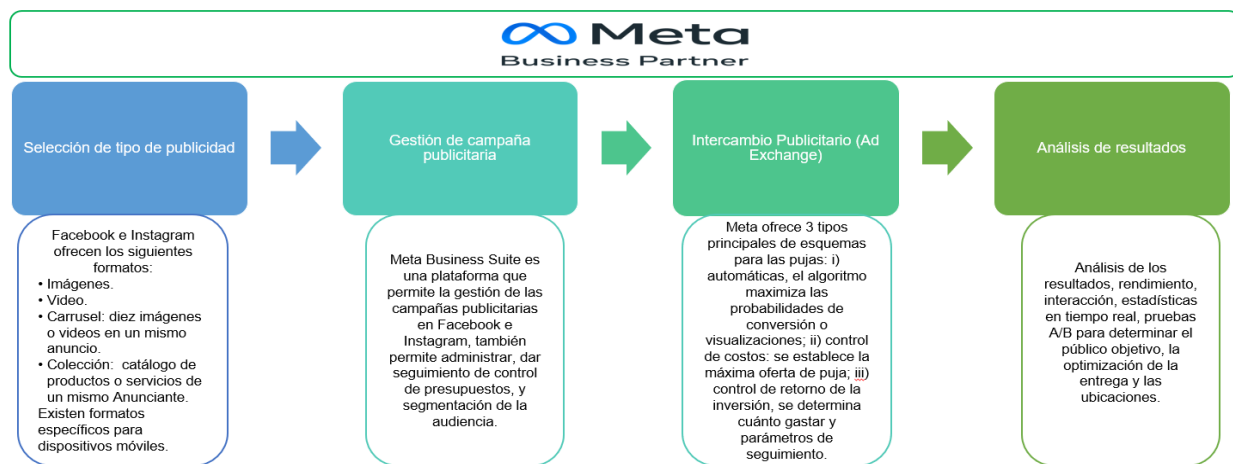 Meta
Business Partner
Selección de tipo de publicidad
Gestión de campaña
publicitaria
Intercambio Publicitario (Ad
Exchange)
Análisis de resultados
Facebook e Instagram
ofrecen los siguientes
formatos:
• Imágenes.
• Video.
• Carrusel: diez imágenes
o videos en un mismo
anuncio.
• Colección: catálogo de
productos o servicios de
un mismo Anunciante.
Existen formatos
específicos para
dispositivos móviles.
Meta Business Suite es
una plataforma que
permite la gestión de las
campañas publicitarias
en Facebook e
Instagram, también
permite administrar, dar
seguimiento de control
de presupuestos, y
segmentación de la
audiencia.
Meta ofrece 3 tipos
principales de esquemas
para las pujas: i)
automáticas, el algoritmo
maximiza las
probabilidades de
conversión o
visualizaciones; ii) control
de costos: se establece la
máxima oferta de puja; iii)
control de retorno de la
inversión, se determina
cuánto gastar y
parámetros de
seguimiento.
Análisis de los
resultados, rendimiento,
interacción, estadísticas
en tiempo real, pruebas
A/B para determinar el
público objetivo, la
optimización de la
entrega y las
ubicaciones.